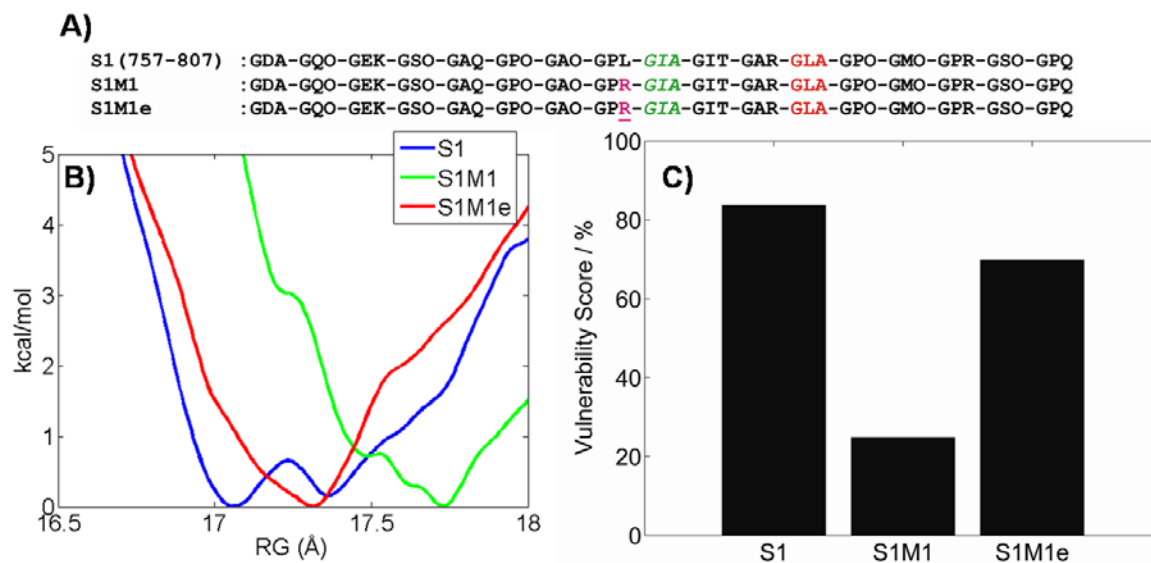 A)
S1(757-807) :GDA-GQO-GEK-GSO-GAQ-GPO-GAO-GPL-GIA-GIT-GAR-GLA-GPO-GMO-GPR-GSO-GPQ
S1M1 :GDA-GQO-GEK-GSO-GAQ-GPO-GAO-GPR-GIA-GIT-GAR-GLA-GPO-GMO-GPR-GSO-GPQ
S1M1e :GDA-GQO-GEK-GSO-GAQ-GPO-GAO-GPR-GIA-GIT-GAR-GLA-GPO-GMO-GPR-GSO-GPQ
B)
S1
S1M1
S1M1e
5
4
3
2
1
0
kcal/mol
16.5 17 17.5 18
RG (Å)
C)
100
80
60
40
20
0
Vulnerability Score / %
S1 S1M1 S1M1e